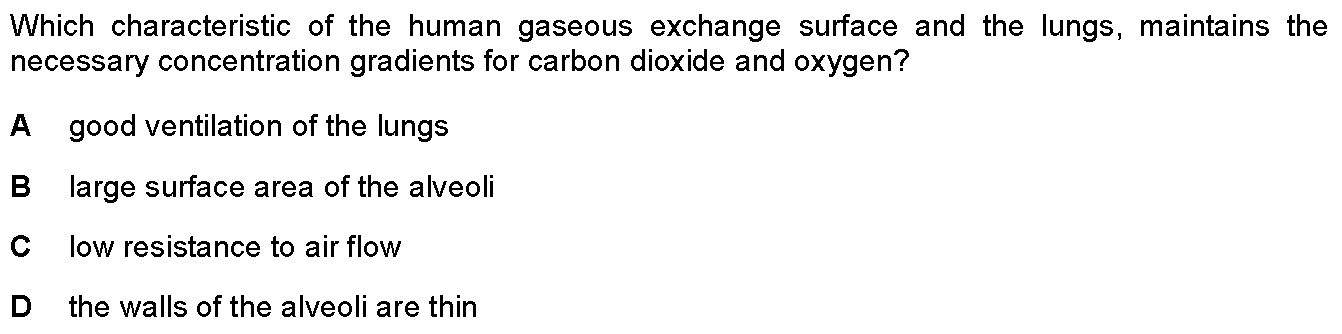 Which characteristic of the human gaseous exchange surface and the lungs, maintains the
necessary concentration gradients for carbon dioxide and oxygen?
A good ventilation of the lungs
B large surface area of the alveoli
C low resistance to air flow
D the walls of the alveoli are thin